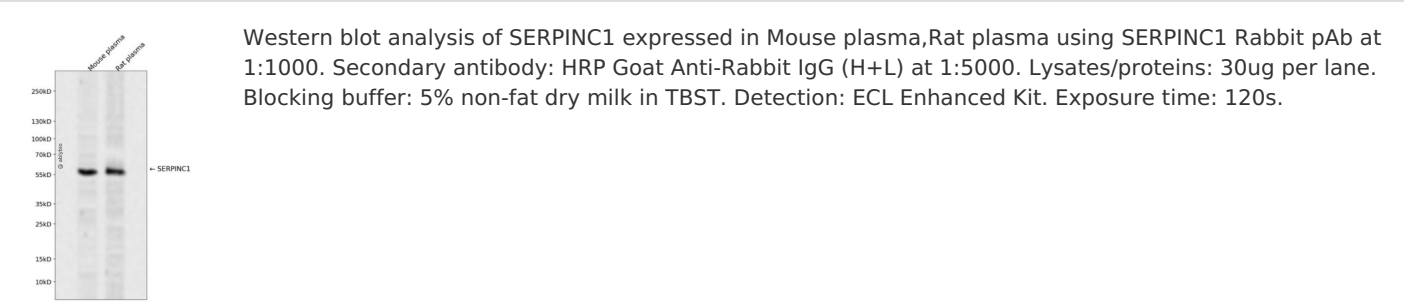 Mouse plasma
Rat plasma
250kD
130kD
100kD
70kD
55kD
35kD
25kD
15kD
10kD
← SERPINC1
Western blot analysis of SERPINC1 expressed in Mouse plasma,Rat plasma using SERPINC1 Rabbit pAb at
1:1000. Secondary antibody: HRP Goat Anti-Rabbit IgG (H+L) at 1:5000. Lysates/proteins: 30ug per lane.
Blocking buffer: 5% non-fat dry milk in TBST. Detection: ECL Enhanced Kit. Exposure time: 120s.